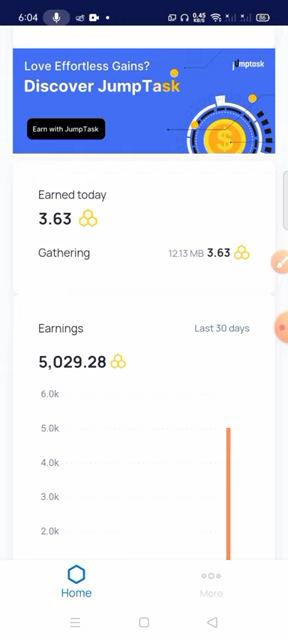 6:04
0.45
KB/S
86
Love Effortless Gains?
Discover JumpTask
jumptask
Earn with JumpTask
Earned today
3.63
Gathering 12.13 MB 3.63
Earnings Last 30 days
5,029.28
6.0k
5.0k
4.0k
3.0k
2.0k
Home More